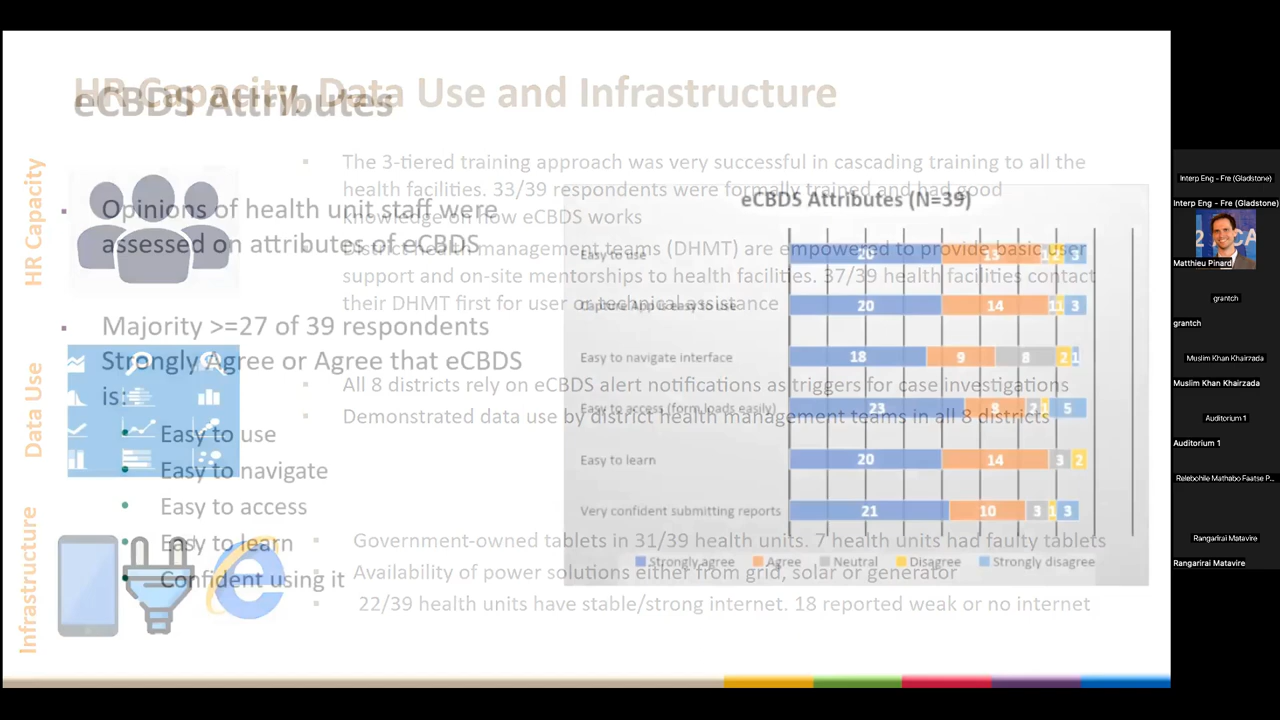 HR Capacity, Data Use and Infrastructure
eCBDS Attributes
HR Capacity
The 3-tiered training approach was very successful in cascading training to all the
health facilities. 33/39 respondents were formally trained and had good
knowledge on how eCBDS works
District health management teams (DHMT) are empowered to provide basic user
support and on-site mentorships to health facilities. 37/39 health facilities contact
their DHMT first for user or technical assistance
Data Use
All 8 districts rely on eCBDS alert notifications as triggers for case investigations
Demonstrated data use by district health management teams in all 8 districts
Infrastructure
Government-owned tablets in 31/39 health units. 7 health units had faulty tablets
Availability of power solutions either from grid, solar or generator
22/39 health units have stable/strong internet. 18 reported weak or no internet
Opinions of health unit staff were
assessed on attributes of eCBDS
Majority >=27 of 39 respondents
Strongly Agree or Agree that eCBDS
is:
Easy to use
Easy to navigate
Easy to access
Easy to learn
Confident using it
eCBDS Attributes (N=39)
Easy to use
Capture App is easy to use 20 14 1 1 3
Easy to navigate interface 18 9 8 2 1
Easy to access (form loads easily) 23 8 2 1 5
Easy to learn 20 14 3 2
Very confident submitting reports 21 10 3 1 3
Strongly agree Agree Neutral Disagree Strongly disagree
Interp Eng - Fre (Gladstone)
Interp Eng - Fre (Gladstone)
Matthieu Pinard
grantch
grantch
Muslim Khan Khairzada
Muslim Khan Khairzada
Auditorium 1
Auditorium 1
Relebohile Mathabo Faatse P...
Rangarirai Matavire
Rangarirai Matavire